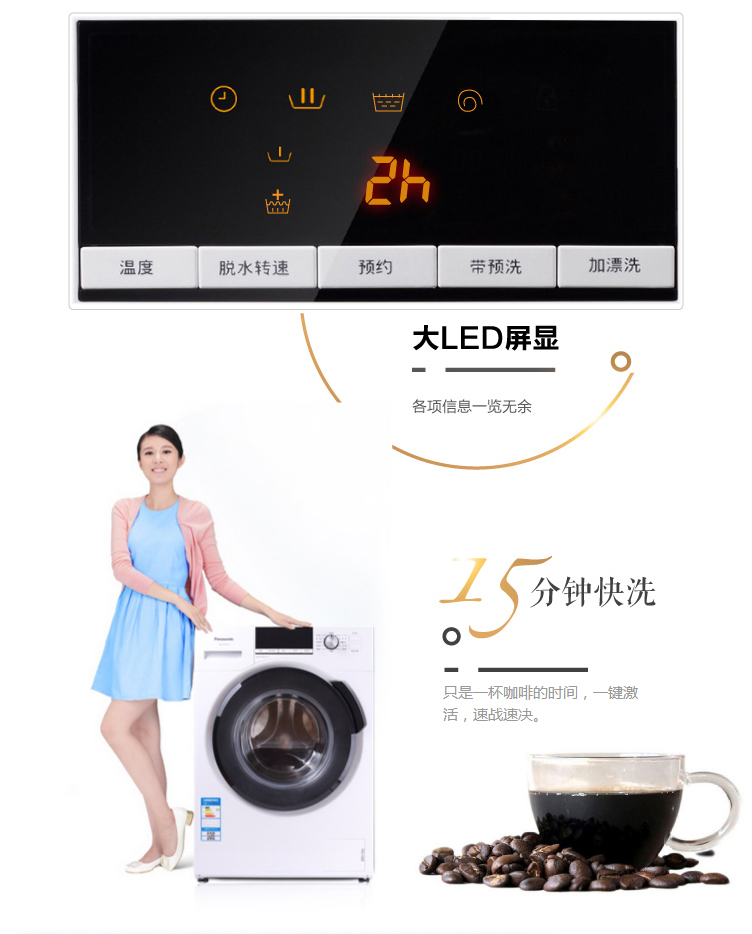 2h
温度 脱水转速 预约 带预洗 加漂洗
大LED屏显
各项信息一览无余
15分钟快洗
只是一杯咖啡的时间，一键激
活，速战速决。
Panasonic